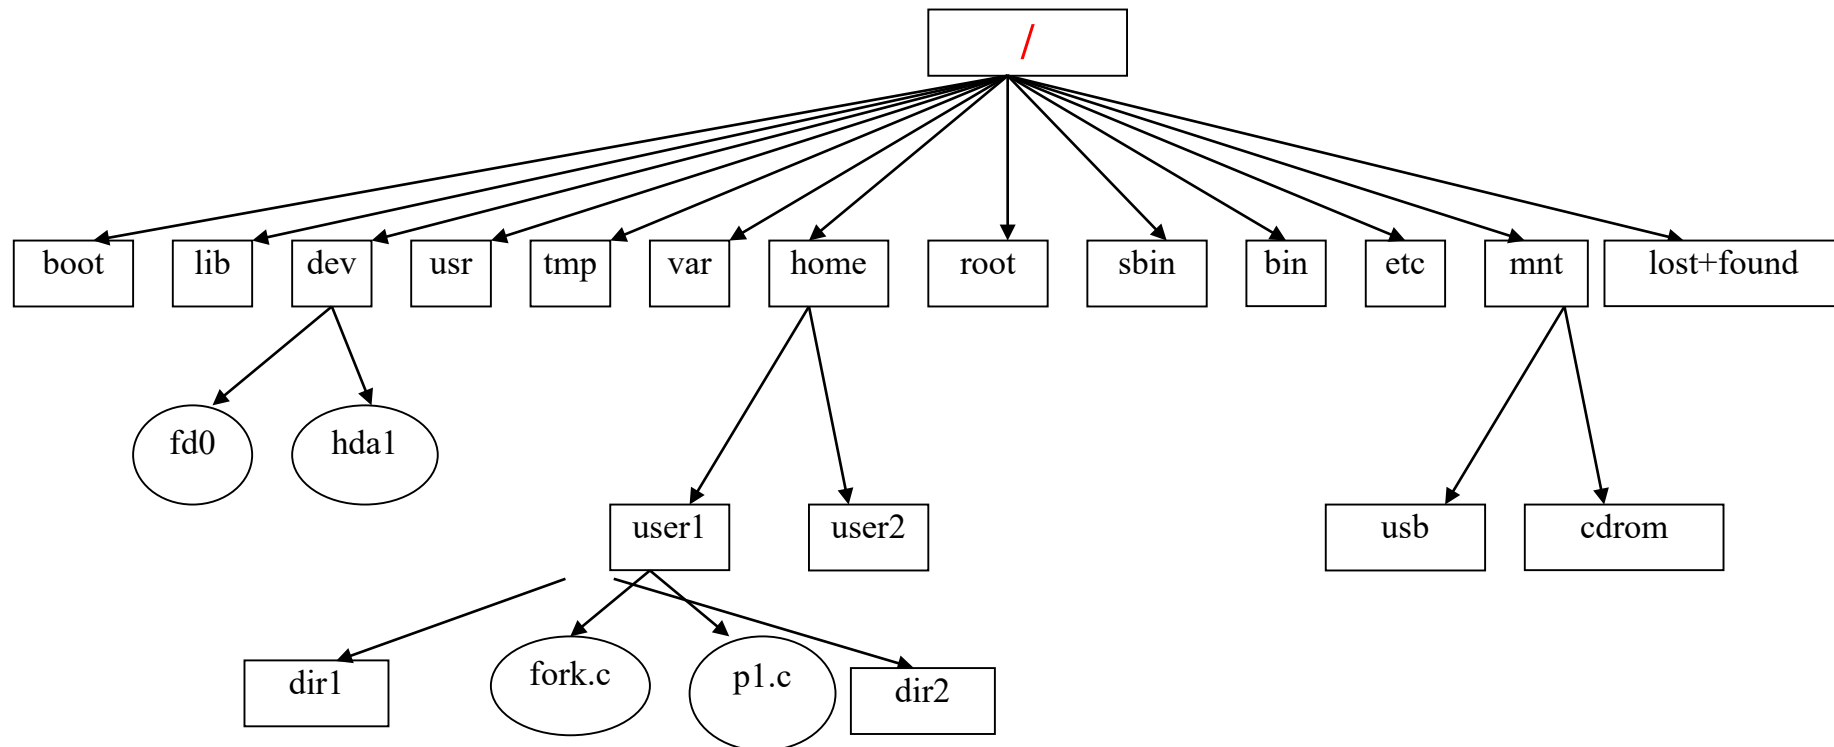 /
boot
lib
dev
usr
tmp
var
home
root
sbin
bin
etc
mnt
lost+found
fd0
hda1
user1
user2
usb
cdrom
dir1
fork.c
p1.c
dir2